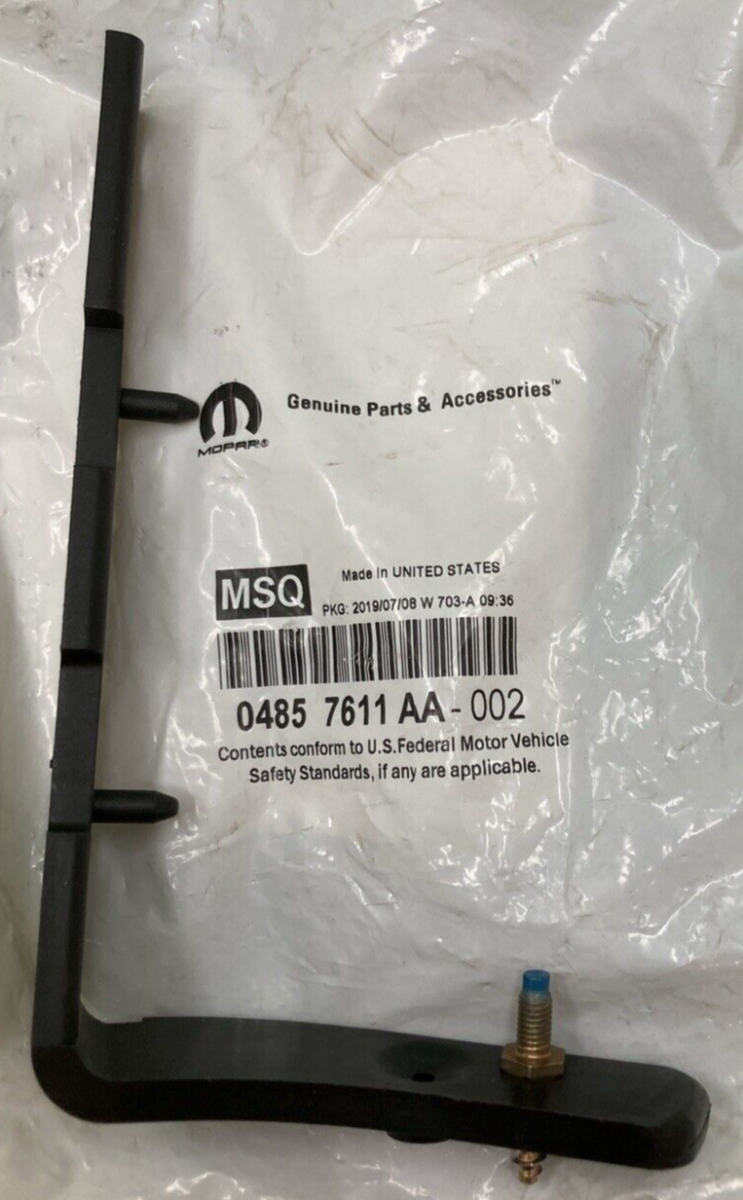 MOPAR®
Genuine Parts & Accessories™
MSQ
Made In UNITED STATES
PKG: 2019/07/08 W 703-A 09:36
0485 7611 AA - 002
Contents conform to U.S.Federal Motor Vehicle
Safety Standards, if any are applicable.